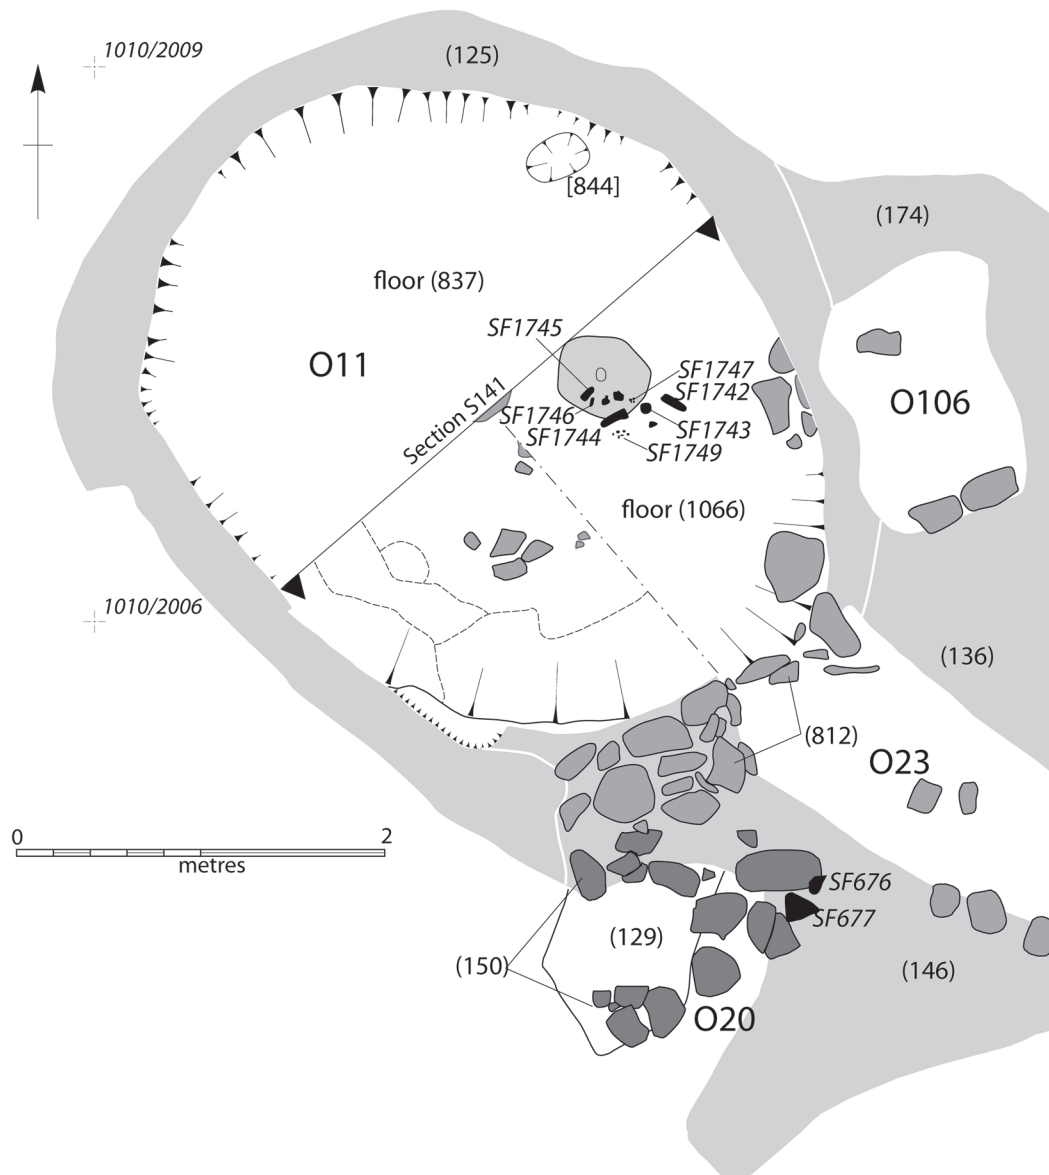 1010/2009
(125)
[844]
(174)
floor (837)
SF1745
O11
SF1747
SF1742
O106
Section S141
SF1746
SF1744
SF1743
SF1749
floor (1066)
1010/2006
(136)
(812)
O23
0 2
metres
SF676
SF677
(129)
(150)
(146)
O20